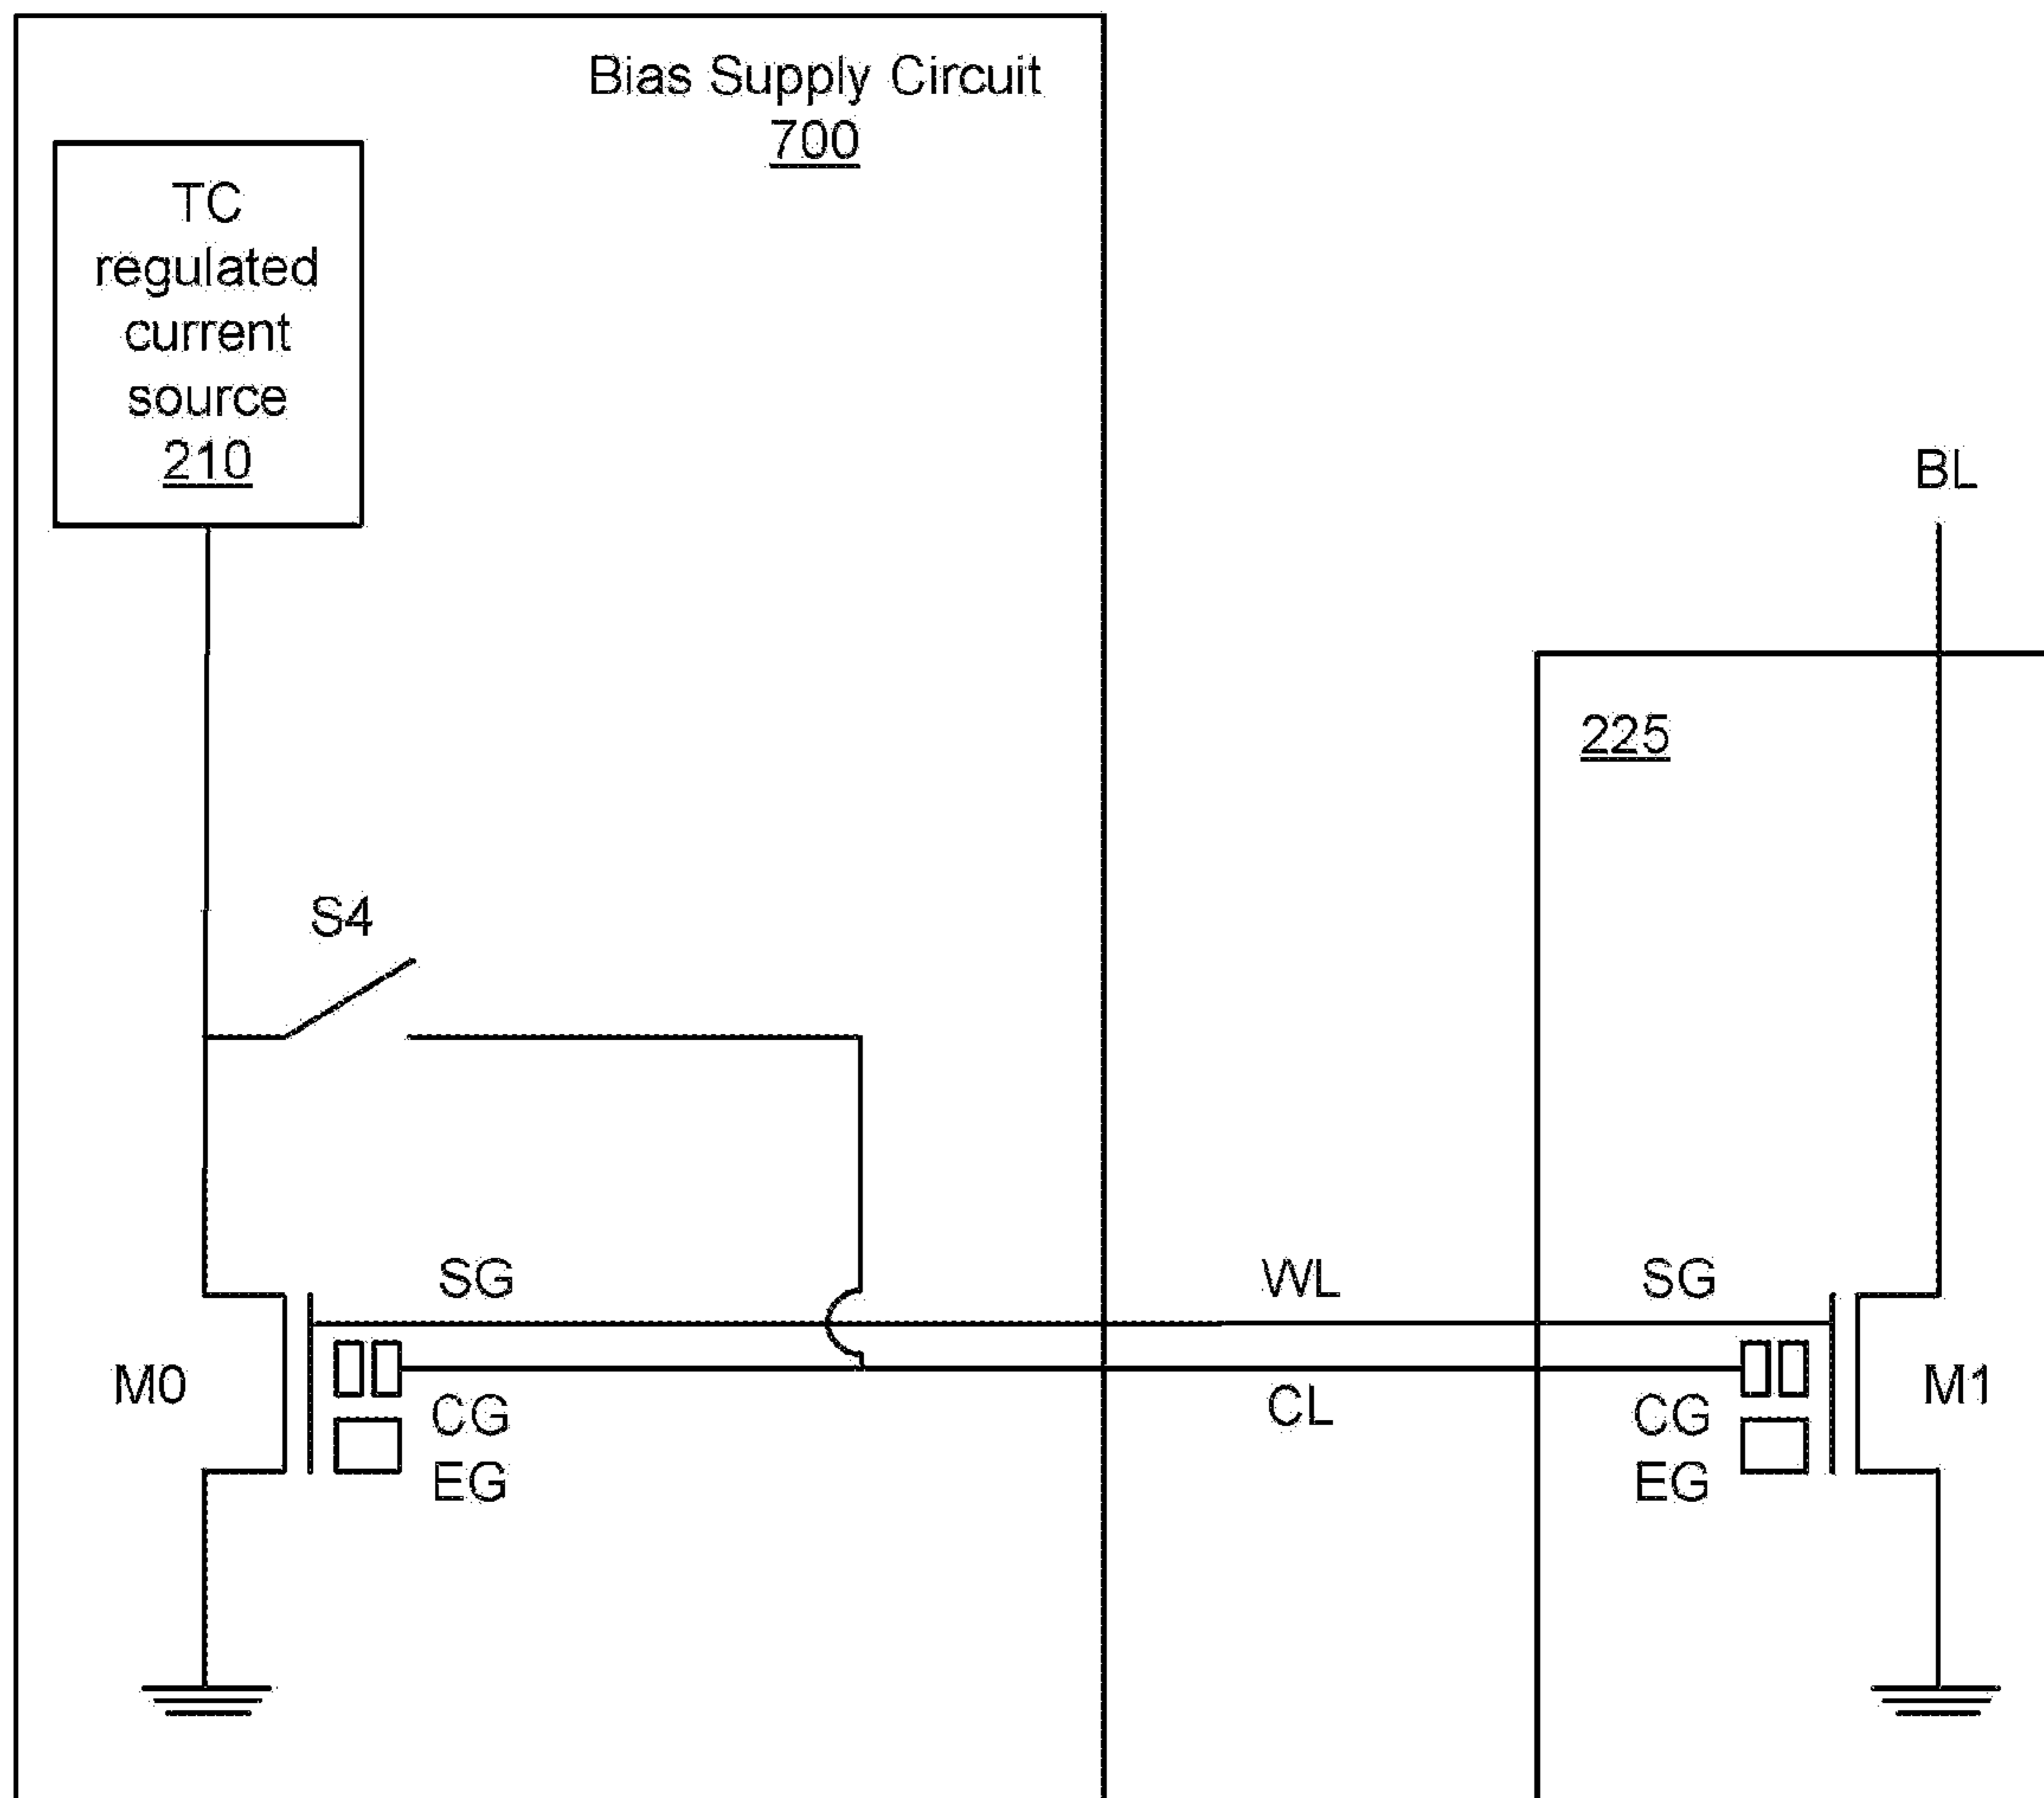 Bias Supply Circuit
700
TC
regulated
current
source
210
BL
225
S4
SG
WL
SG
M0
CG
EG
CL
CG
EG
M1